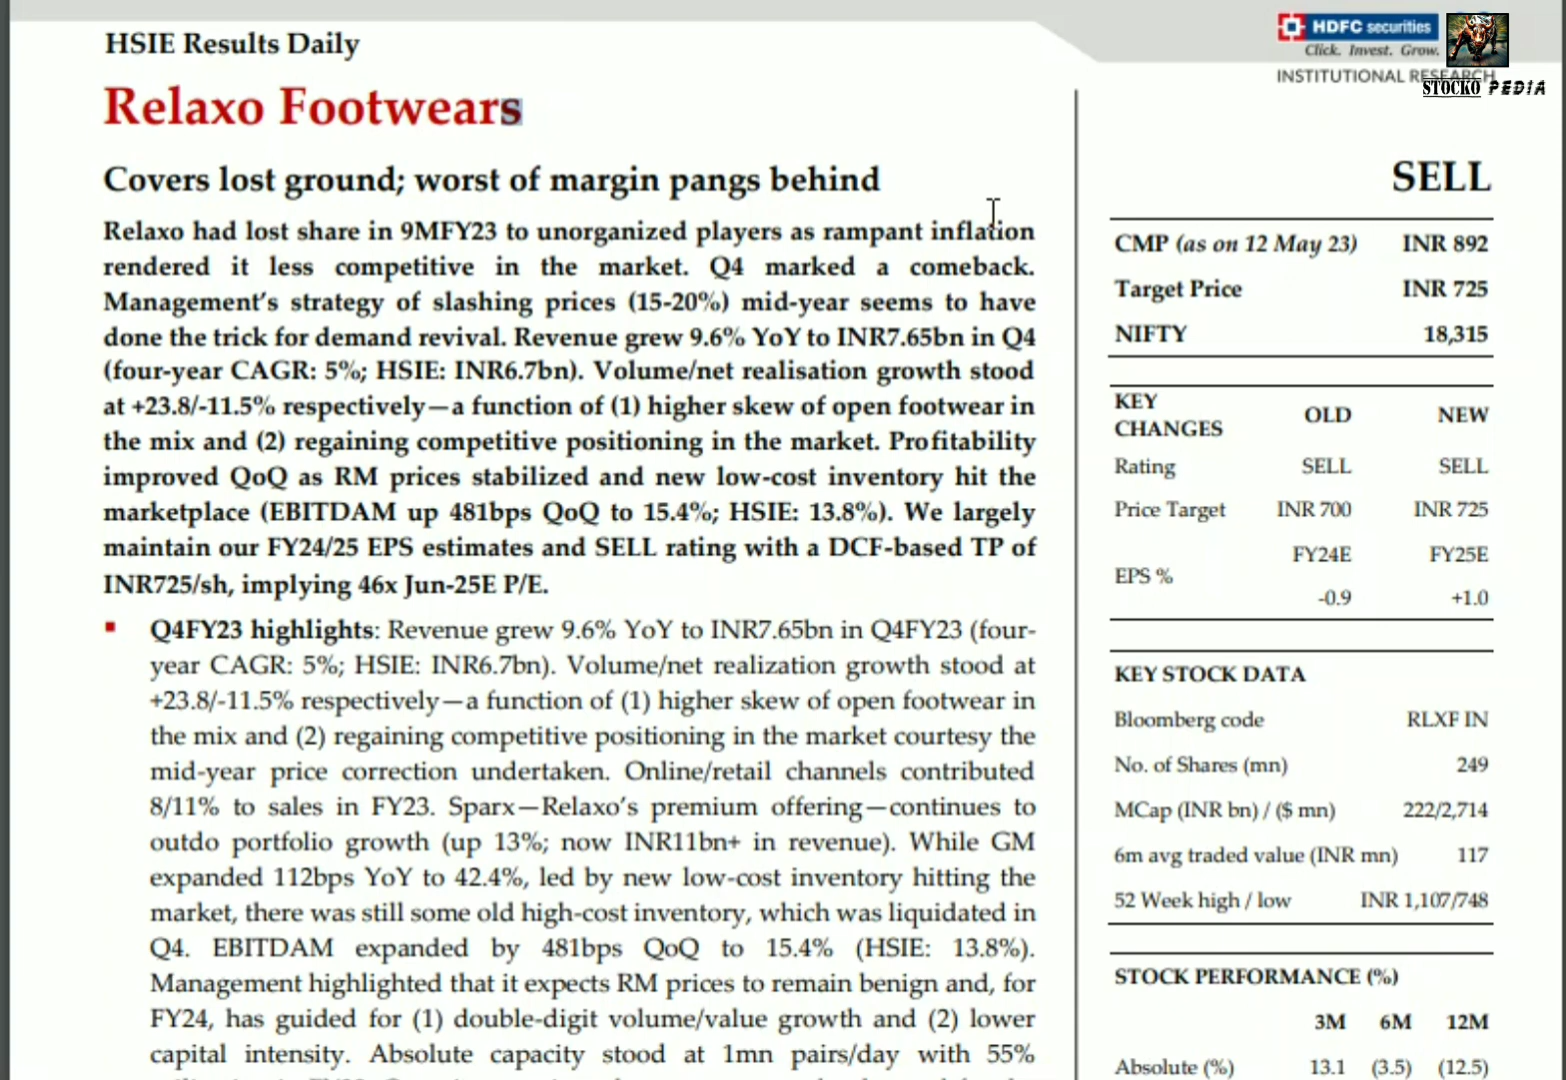 HSIE Results Daily
HDFC securities
Click. Invest. Grow.
INSTITUTIONAL RESEARCH
STOCKO PEDIA
Relaxo Footwears
Covers lost ground; worst of margin pangs behind
Relaxo had lost share in 9MFY23 to unorganized players as rampant inflation
rendered it less competitive in the market. Q4 marked a comeback.
Management's strategy of slashing prices (15-20%) mid-year seems to have
done the trick for demand revival. Revenue grew 9.6% YoY to INR7.65bn in Q4
(four-year CAGR: 5%; HSIE: INR6.7bn). Volume/net realisation growth stood
at +23.8/-11.5% respectively—a function of (1) higher skew of open footwear in
the mix and (2) regaining competitive positioning in the market. Profitability
improved QoQ as RM prices stabilized and new low-cost inventory hit the
marketplace (EBITDAM up 481bps QoQ to 15.4%; HSIE: 13.8%). We largely
maintain our FY24/25 EPS estimates and SELL rating with a DCF-based TP of
INR725/sh, implying 46x Jun-25E P/E.
▪ Q4FY23 highlights: Revenue grew 9.6% YoY to INR7.65bn in Q4FY23 (four-
year CAGR: 5%; HSIE: INR6.7bn). Volume/net realization growth stood at
+23.8/-11.5% respectively—a function of (1) higher skew of open footwear in
the mix and (2) regaining competitive positioning in the market courtesy the
mid-year price correction undertaken. Online/retail channels contributed
8/11% to sales in FY23. Sparx—Relaxo's premium offering—continues to
outdo portfolio growth (up 13%; now INR11bn+ in revenue). While GM
expanded 112bps YoY to 42.4%, led by new low-cost inventory hitting the
market, there was still some old high-cost inventory, which was liquidated in
Q4. EBITDAM expanded by 481bps QoQ to 15.4% (HSIE: 13.8%).
Management highlighted that it expects RM prices to remain benign and, for
FY24, has guided for (1) double-digit volume/value growth and (2) lower
capital intensity. Absolute capacity stood at 1mn pairs/day with 55%
SELL
CMP (as on 12 May 23) INR 892
Target Price INR 725
NIFTY 18,315
KEY
CHANGES OLD NEW
Rating SELL SELL
Price Target INR 700 INR 725
FY24E FY25E
EPS %
-0.9 +1.0
KEY STOCK DATA
Bloomberg code RLXF IN
No. of Shares (mn) 249
MCap (INR bn) / ($ mn) 222/2,714
6m avg traded value (INR mn) 117
52 Week high / low INR 1,107/748
STOCK PERFORMANCE (%)
3M 6M 12M
Absolute (%) 13.1 (3.5) (12.5)